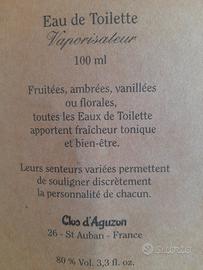 Eau de Toilette
Vaporisateur
100 ml
Fruitées, ambrées, vanillées
ou florales,
toutes les Eaux de Toilette
apportent fraîcheur tonique
et bien-être.
Leurs senteurs variées permettent
de souligner discrètement
la personnalité de chacun.
Clos d'Aguzon
26 - St Auban - France
Subito
80 % Vol. 3,3 fl. oz.